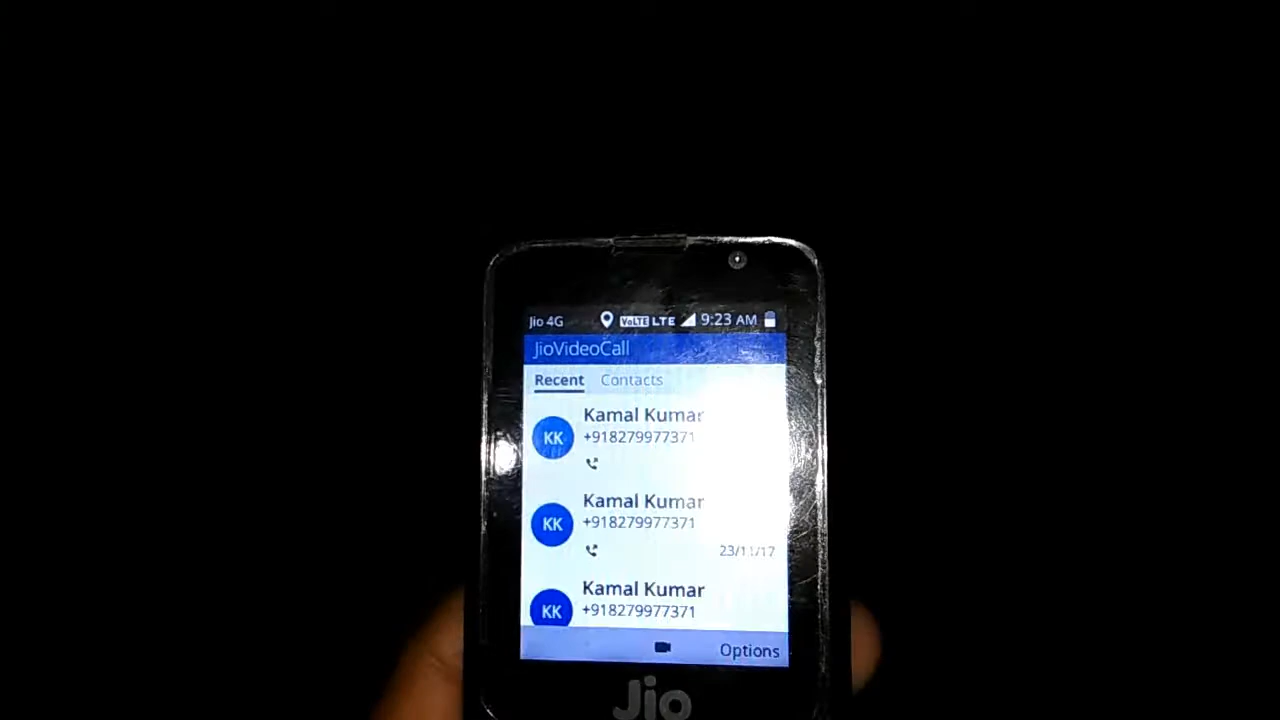 Jio 4G VoLTE LTE 9:23 AM
JioVideoCall
Recent Contacts
Kamal Kumar
KK
+918279977371
Kamal Kumar
KK
+918279977371
23/11/17
Kamal Kumar
KK
+918279977371
Options
Jio